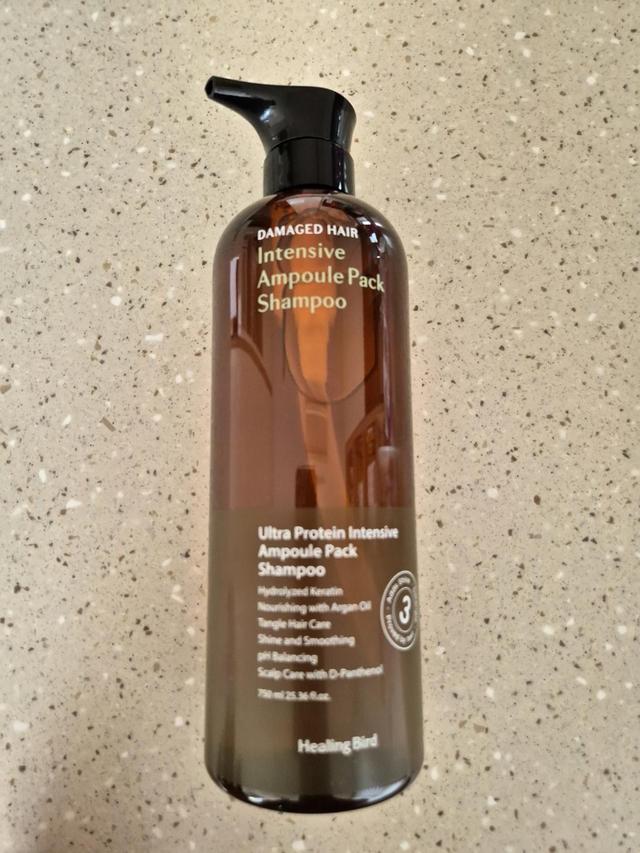 DAMAGED HAIR
Intensive
Ampoule Pack
Shampoo
Ultra Protein Intensive
Ampoule Pack
Shampoo
Hydrolyzed Keratin
Nourishing with Argan Oil
Tangle Hair Care
Shine and Smoothing
pH Balancing
Scalp Care with D-Panthenol
3
750 ml 25.36 fl.oz.
Healing Bird